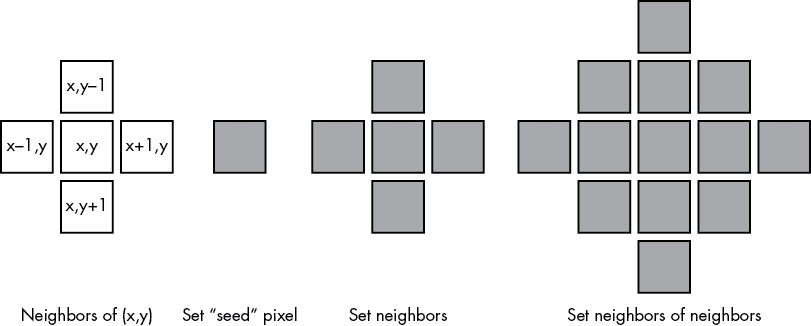 x,y–1
x–1,y
x,y
x+1,y
x,y+1
Neighbors of (x,y)
Set “seed” pixel
Set neighbors
Set neighbors of neighbors